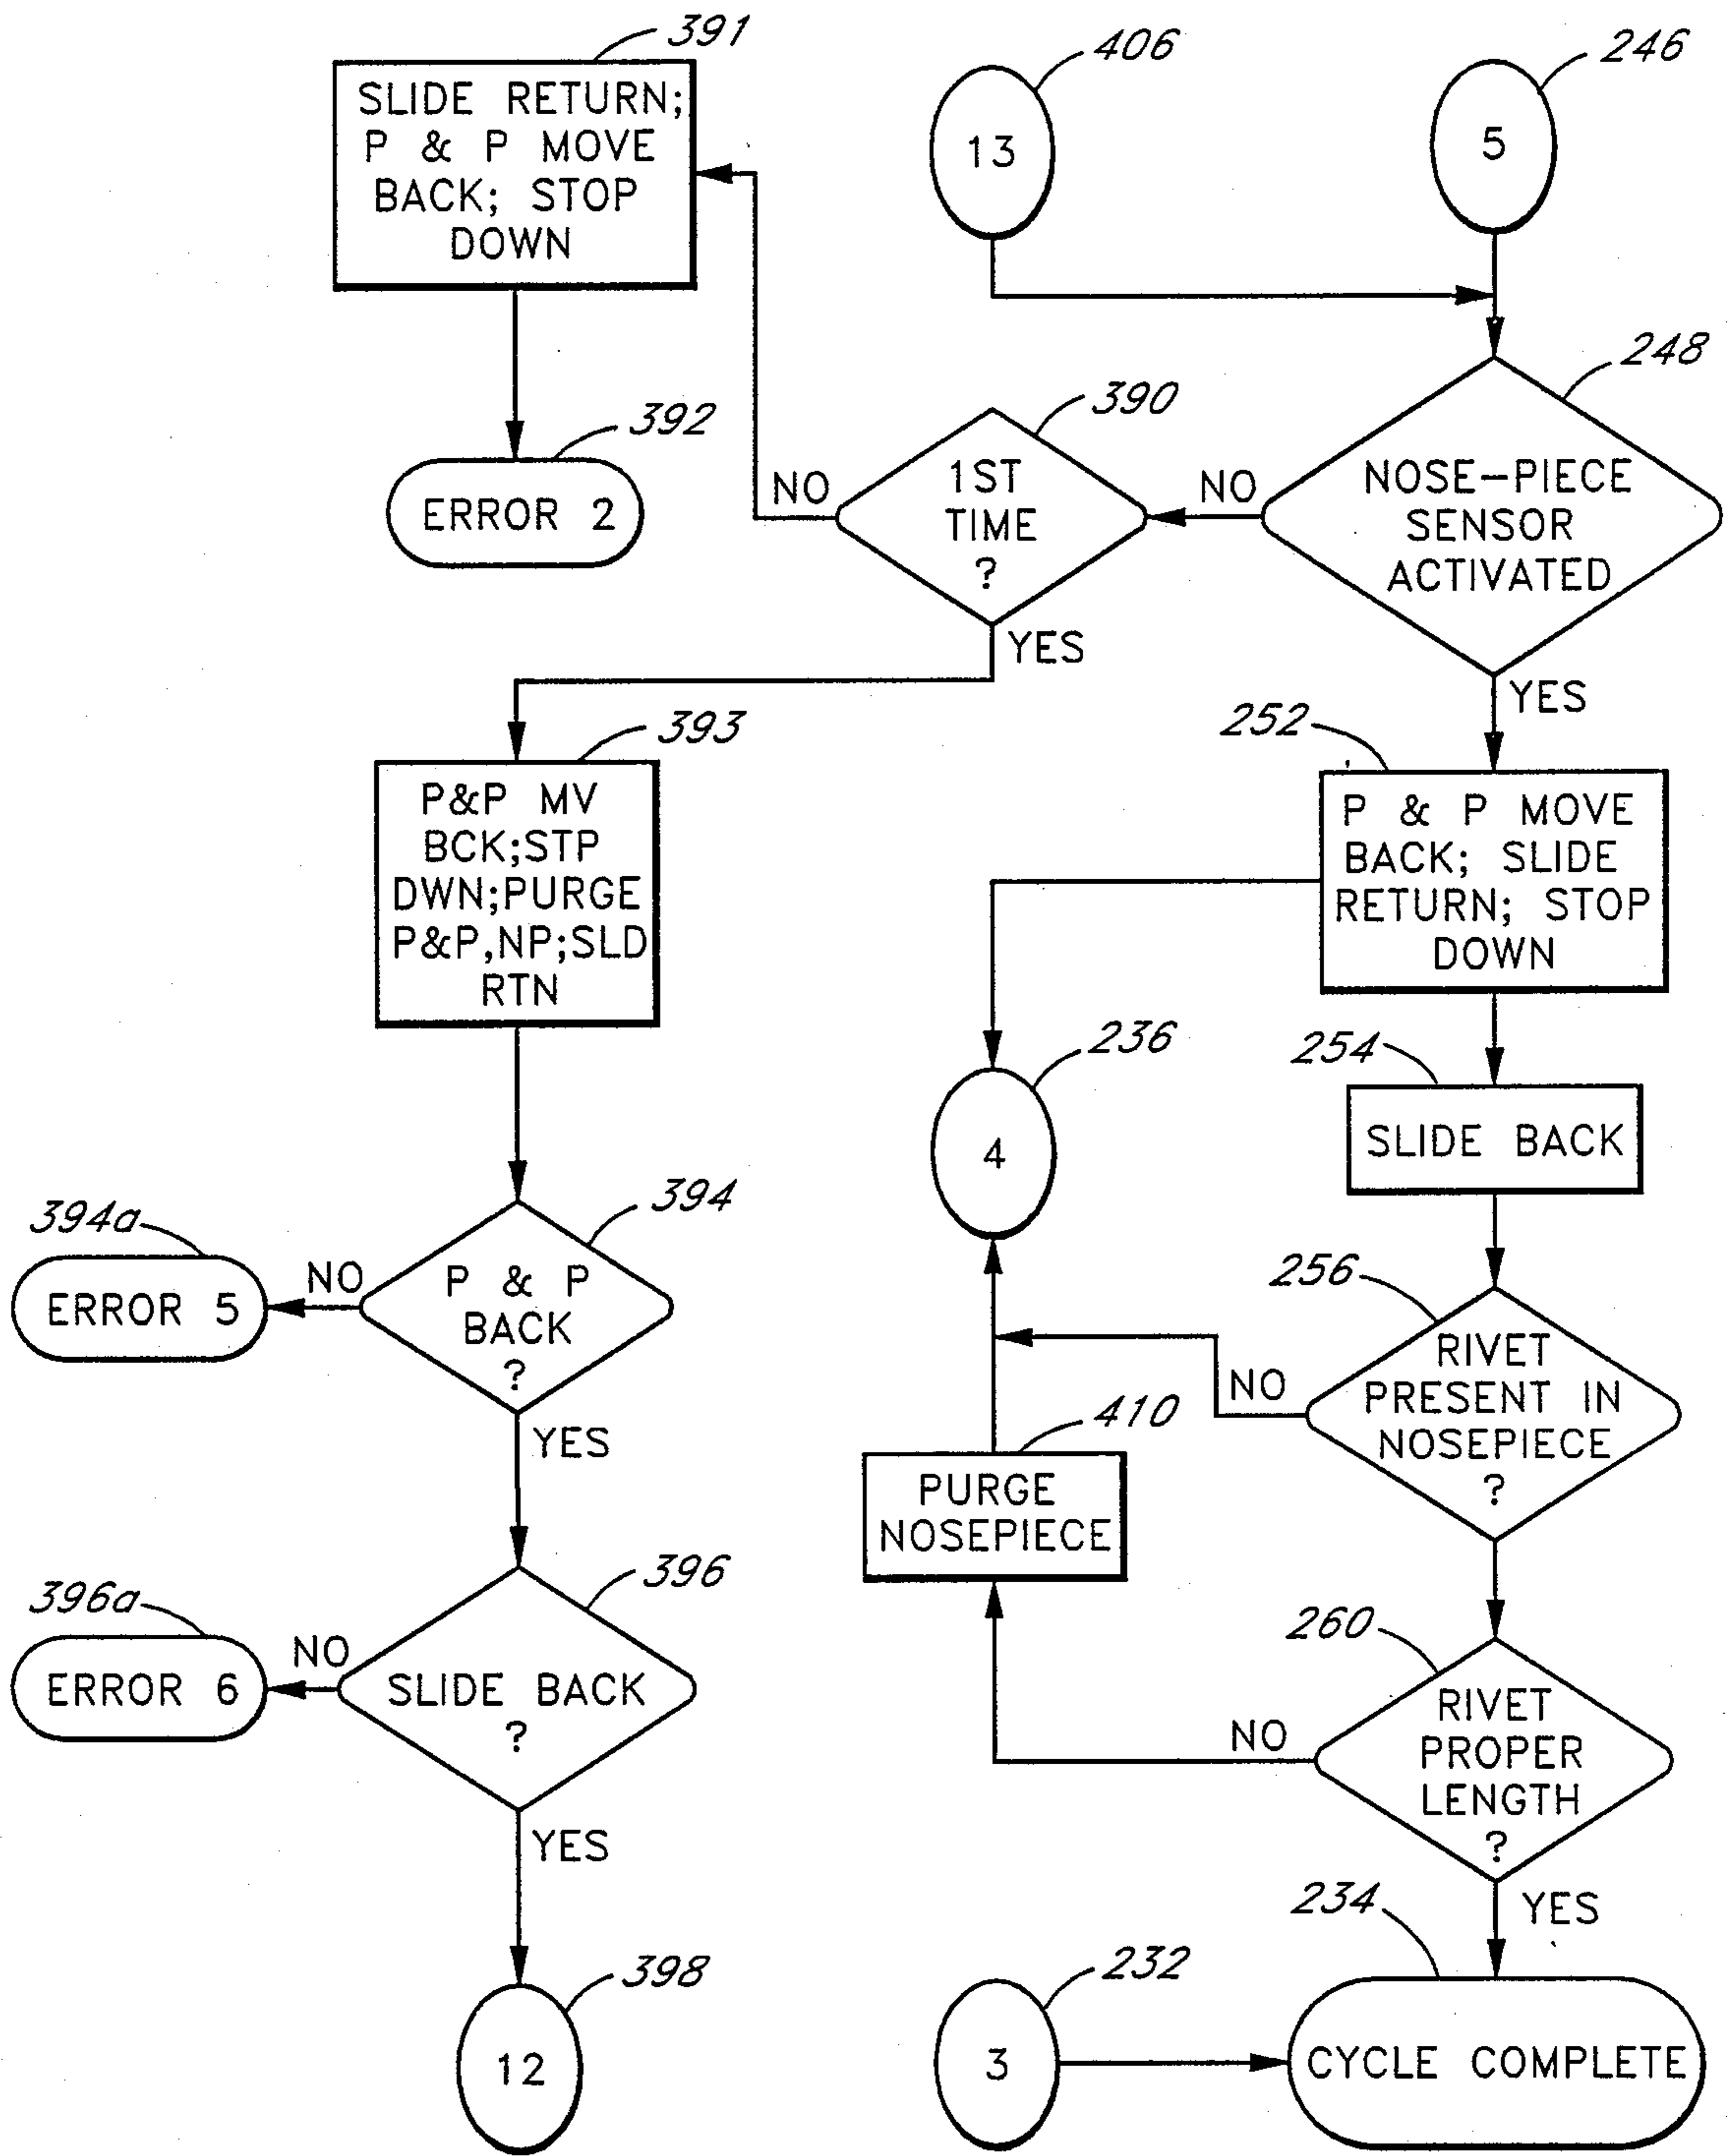 391
SLIDE RETURN;
P & P MOVE
BACK; STOP
DOWN
392
ERROR 2
406
13
246
5
248
NOSE-PIECE
SENSOR
ACTIVATED
NO
YES
390
1ST
TIME
?
NO
YES
393
P&P MV
BCK;STP
DWN;PURGE
P&P,NP;SLD
RTN
252
P & P MOVE
BACK; SLIDE
RETURN; STOP
DOWN
236
4
254
SLIDE BACK
394
P & P
BACK
?
NO
YES
394a
ERROR 5
256
RIVET
PRESENT IN
NOSEPIECE
?
NO
410
PURGE
NOSEPIECE
396
SLIDE BACK
?
NO
YES
396a
ERROR 6
260
RIVET
PROPER
LENGTH
?
NO
YES
398
12
232
3
234
CYCLE COMPLETE